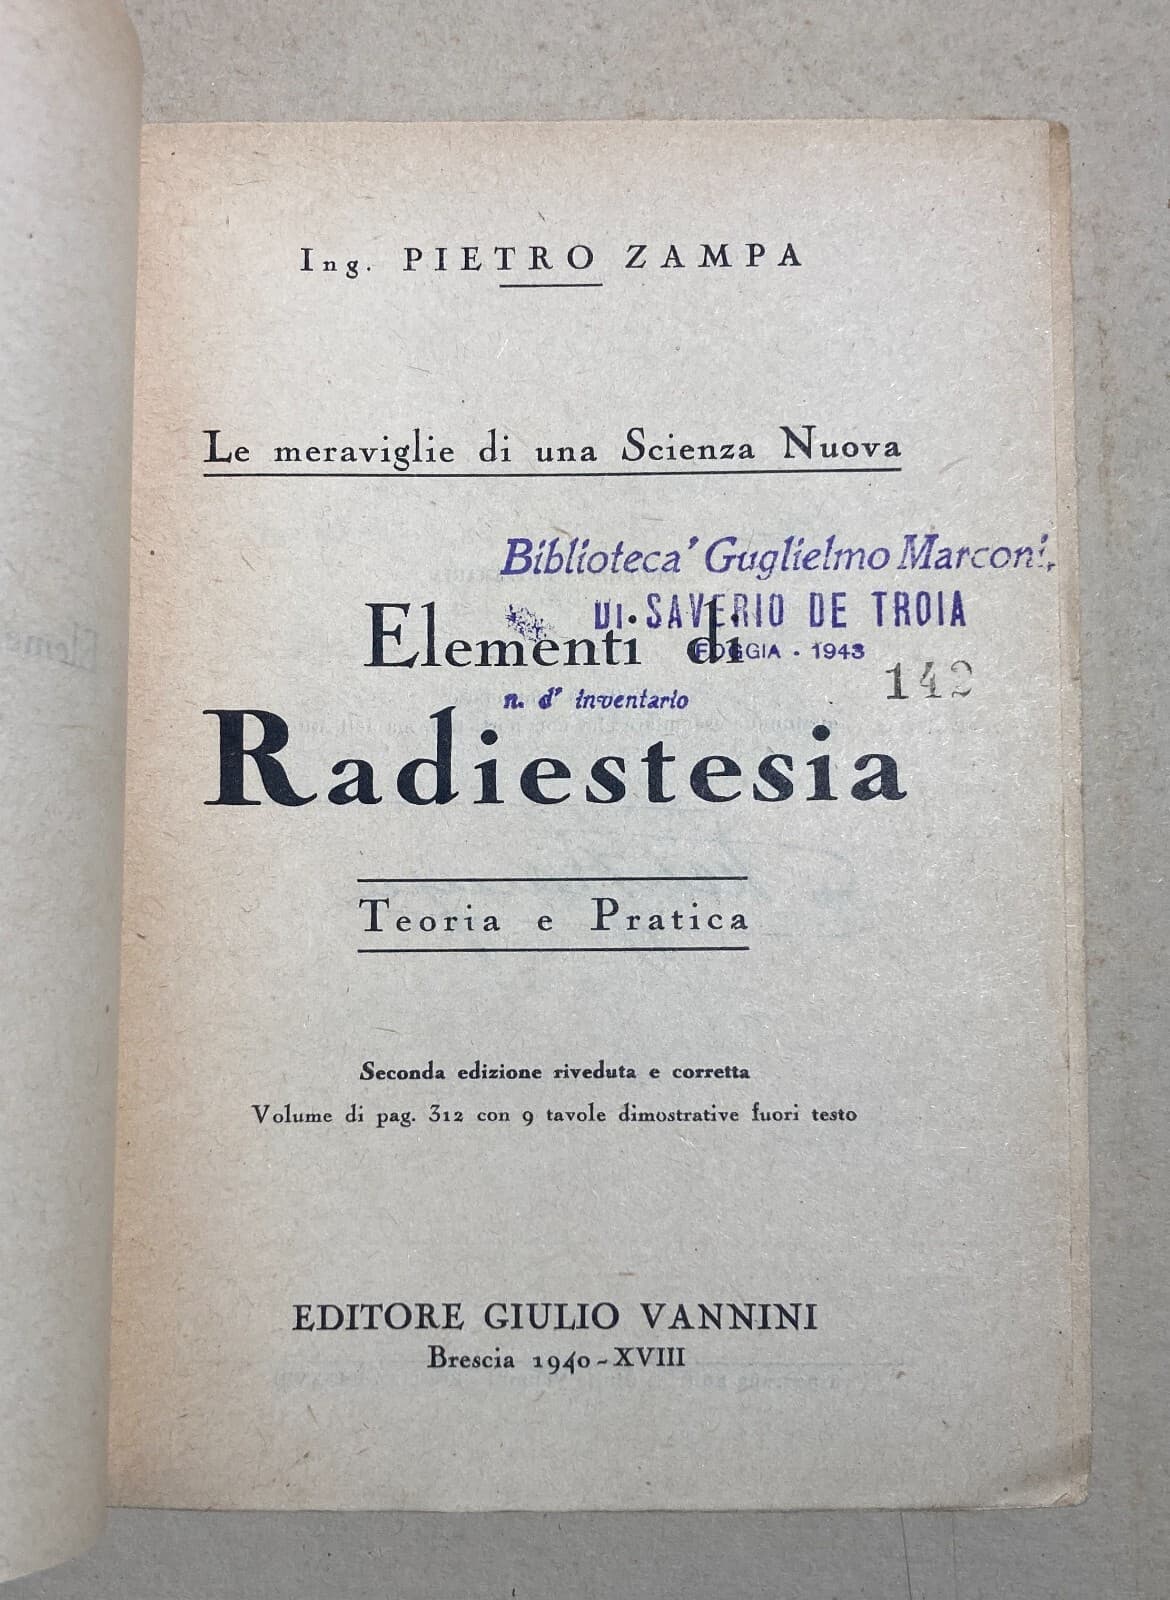 Ing. PIETRO ZAMPA
Le meraviglie di una Scienza Nuova
Biblioteca' Guglielmo Marconi.
DI SAVERIO DE TROIA
Elementi di
FOGGIA - 1943
142
n. d' inventario
Radiestesia
Teoria e Pratica
Seconda edizione riveduta e corretta
Volume di pag. 312 con 9 tavole dimostrative fuori testo
EDITORE GIULIO VANNINI
Brescia 1940 - XVIII